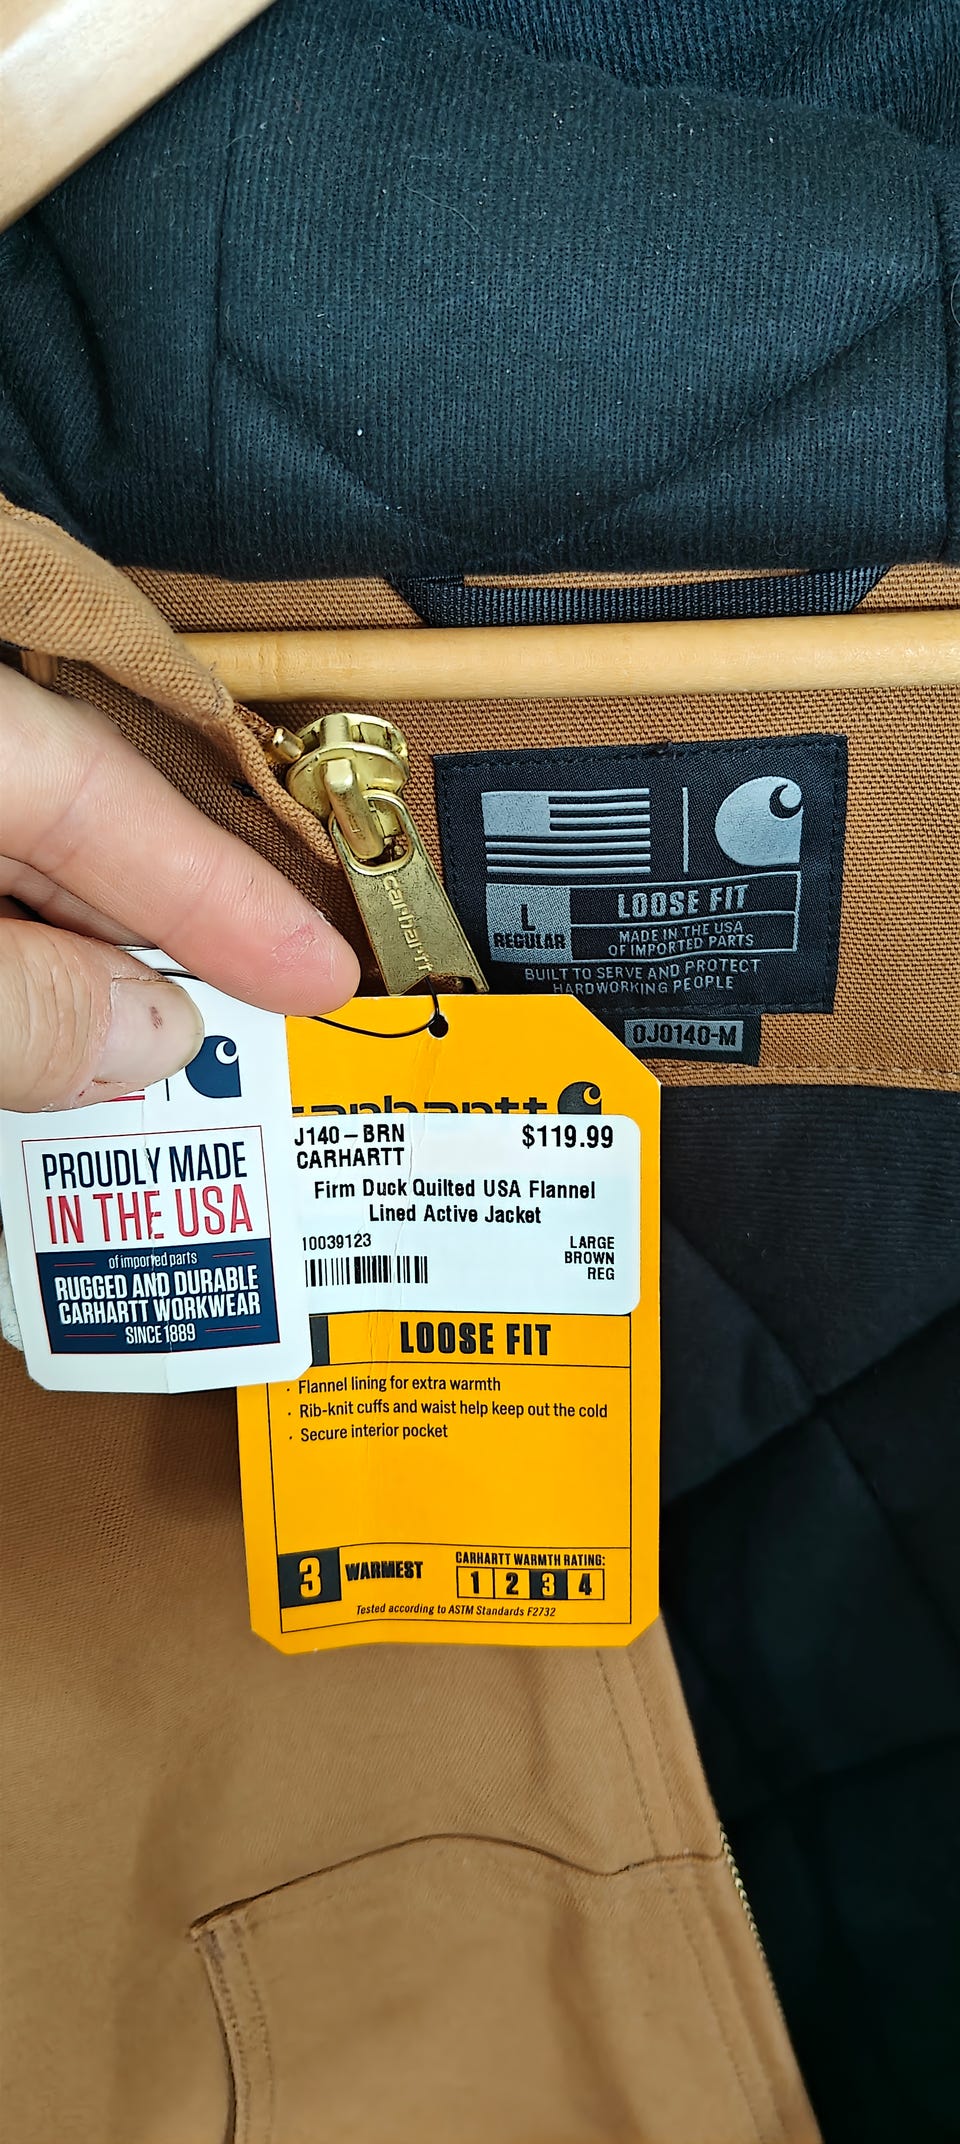 carhartt
L
REGULAR
LOOSE FIT
MADE IN THE USA
OF IMPORTED PARTS
BUILT TO SERVE AND PROTECT
HARDWORKING PEOPLE
0J0140-M
PROUDLY MADE
IN THE USA
of imported parts
RUGGED AND DURABLE
CARHARTT WORKWEAR
SINCE 1889
carhartt
J140-BRN $119.99
CARHARTT
Firm Duck Quilted USA Flannel
Lined Active Jacket
10039123 LARGE
BROWN
REG
LOOSE FIT
· Flannel lining for extra warmth
· Rib-knit cuffs and waist help keep out the cold
· Secure interior pocket
3 WARMEST
CARHARTT WARMTH RATING:
1 2 3 4
Tested according to ASTM Standards F2732